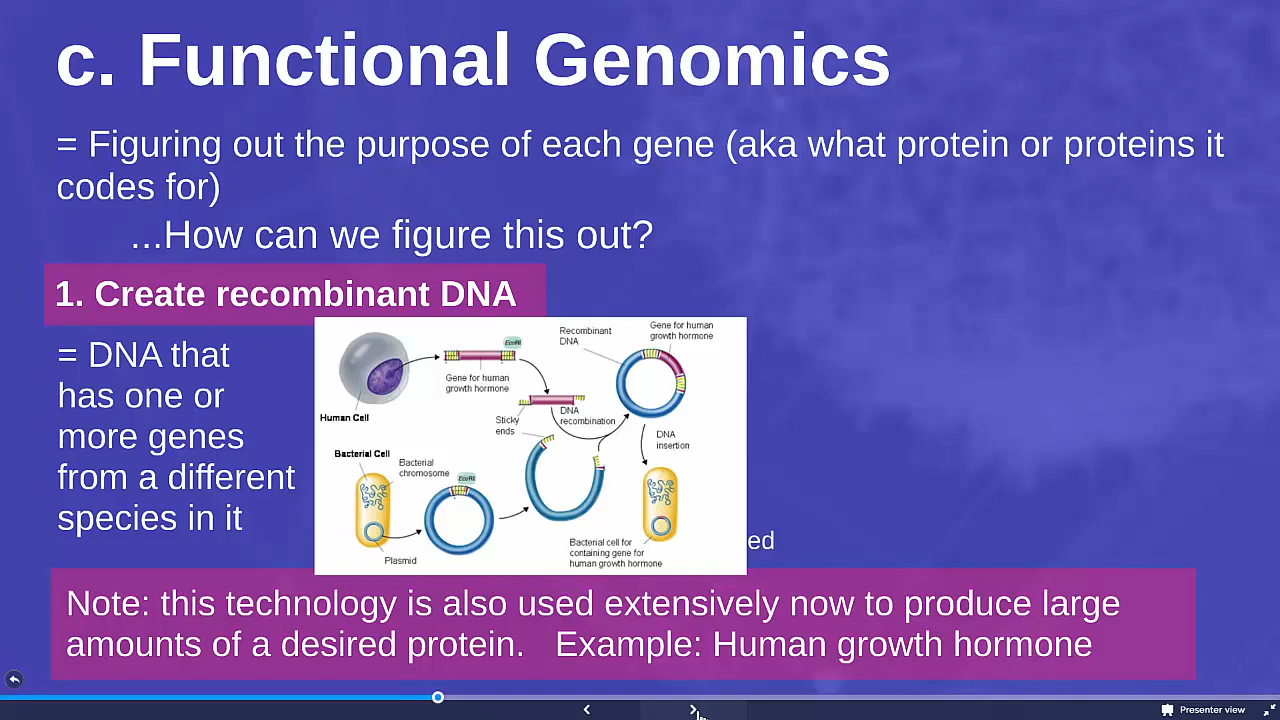 c. Functional Genomics
= Figuring out the purpose of each gene (aka what protein or proteins it
codes for)
...How can we figure this out?
1. Create recombinant DNA
= DNA that
has one or
more genes
from a different
species in it
Human Cell
EcoRI
Gene for human
growth hormone
Recombinant
DNA
Gene for human
growth hormone
Sticky
ends
DNA
recombination
DNA
insertion
Bacterial Cell
Bacterial
chromosome
EcoRI
Plasmid
Bacterial cell for
containing gene for
human growth hormone
ed
Note: this technology is also used extensively now to produce large
amounts of a desired protein. Example: Human growth hormone
Presenter view